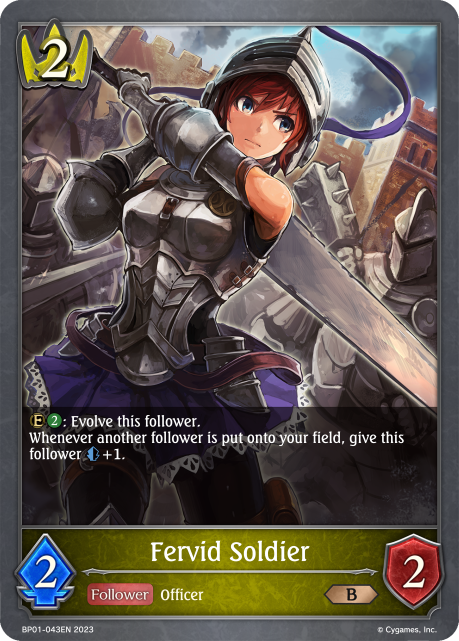 2
E 2: Evolve this follower.
Whenever another follower is put onto your field, give this
follower +1.
Fervid Soldier
2
2
Follower Officer
B
BP01-043EN 2023
© Cygames, Inc.